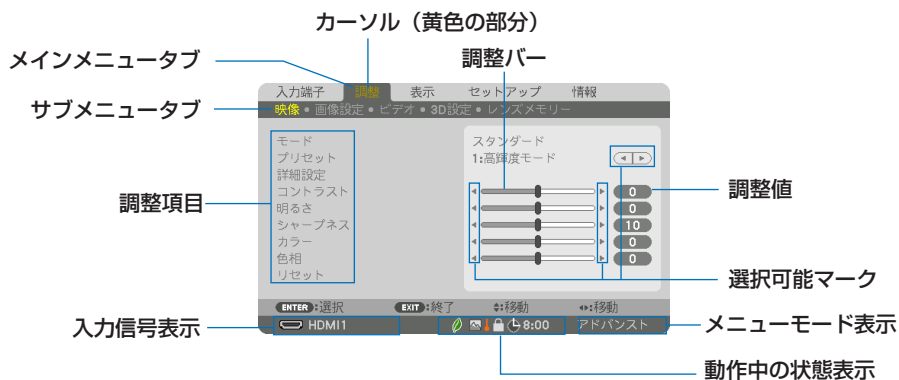 カーソル（黄色の部分）
メインメニュータブ
調整バー
入力端子 調整 表示 セットアップ 情報
サブメニュータブ
映像 • 画像設定 • ビデオ • 3D設定 • レンズメモリー
モード
スタンダード
プリセット
1:高輝度モード
詳細設定
コントラスト 0
調整項目
調整値
明るさ 0
シャープネス 10
カラー 0
色相 0
リセット
選択可能マーク
ENTER :選択 EXIT :終了 :移動 :移動
入力信号表示
HDMI1 8:00 アドバンスト
メニューモード表示
動作中の状態表示